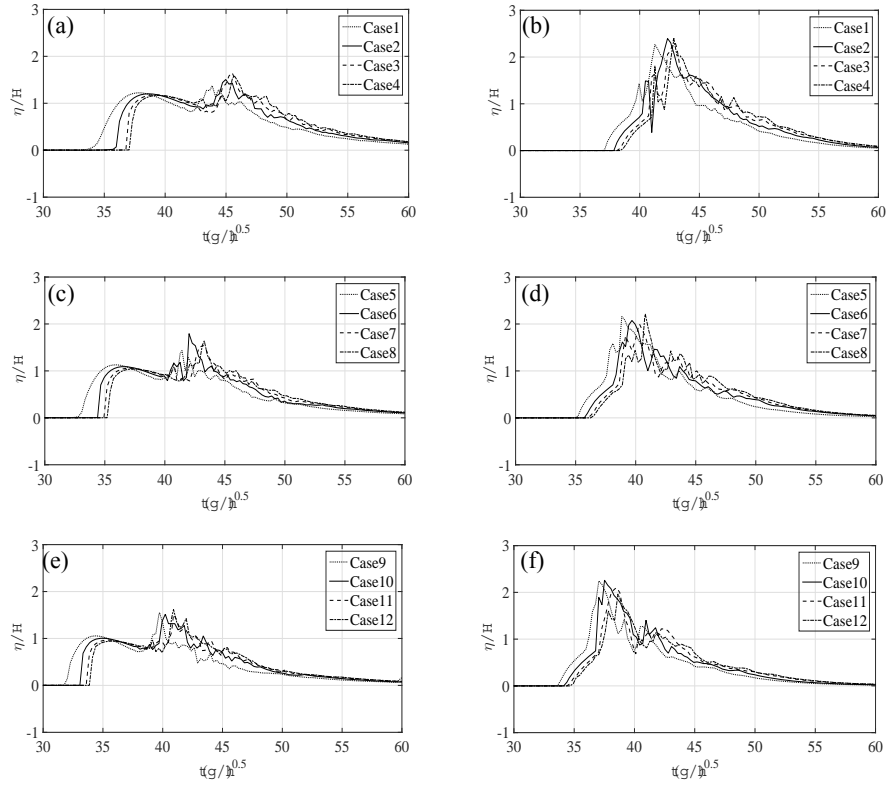 (a)
Case1
Case2
Case3
Case4
3
2
1
0
-1
η/H
30 35 40 45 50 55 60
t(g/h)^0.5
(b)
Case1
Case2
Case3
Case4
3
2
1
0
-1
η/H
30 35 40 45 50 55 60
t(g/h)^0.5
(c)
Case5
Case6
Case7
Case8
3
2
1
0
-1
η/H
30 35 40 45 50 55 60
t(g/h)^0.5
(d)
Case5
Case6
Case7
Case8
3
2
1
0
-1
η/H
30 35 40 45 50 55 60
t(g/h)^0.5
(e)
Case9
Case10
Case11
Case12
3
2
1
0
-1
η/H
30 35 40 45 50 55 60
t(g/h)^0.5
(f)
Case9
Case10
Case11
Case12
3
2
1
0
-1
η/H
30 35 40 45 50 55 60
t(g/h)^0.5